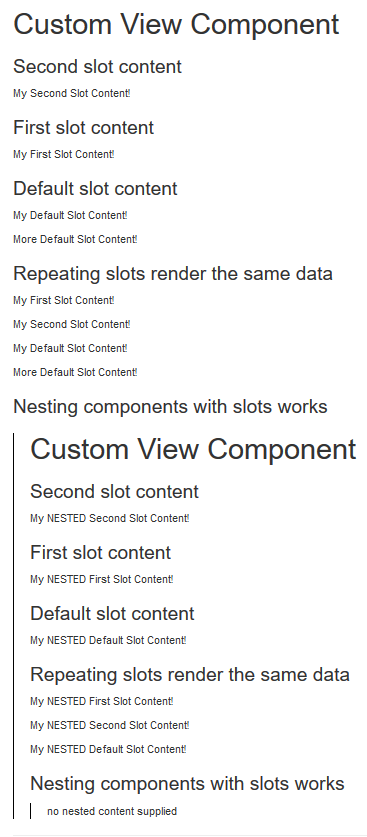 Custom View Component
Second slot content
My Second Slot Content!
First slot content
My First Slot Content!
Default slot content
My Default Slot Content!
More Default Slot Content!
Repeating slots render the same data
My First Slot Content!
My Second Slot Content!
My Default Slot Content!
More Default Slot Content!
Nesting components with slots works
Custom View Component
Second slot content
My NESTED Second Slot Content!
First slot content
My NESTED First Slot Content!
Default slot content
My NESTED Default Slot Content!
Repeating slots render the same data
My NESTED First Slot Content!
My NESTED Second Slot Content!
My NESTED Default Slot Content!
Nesting components with slots works
no nested content supplied